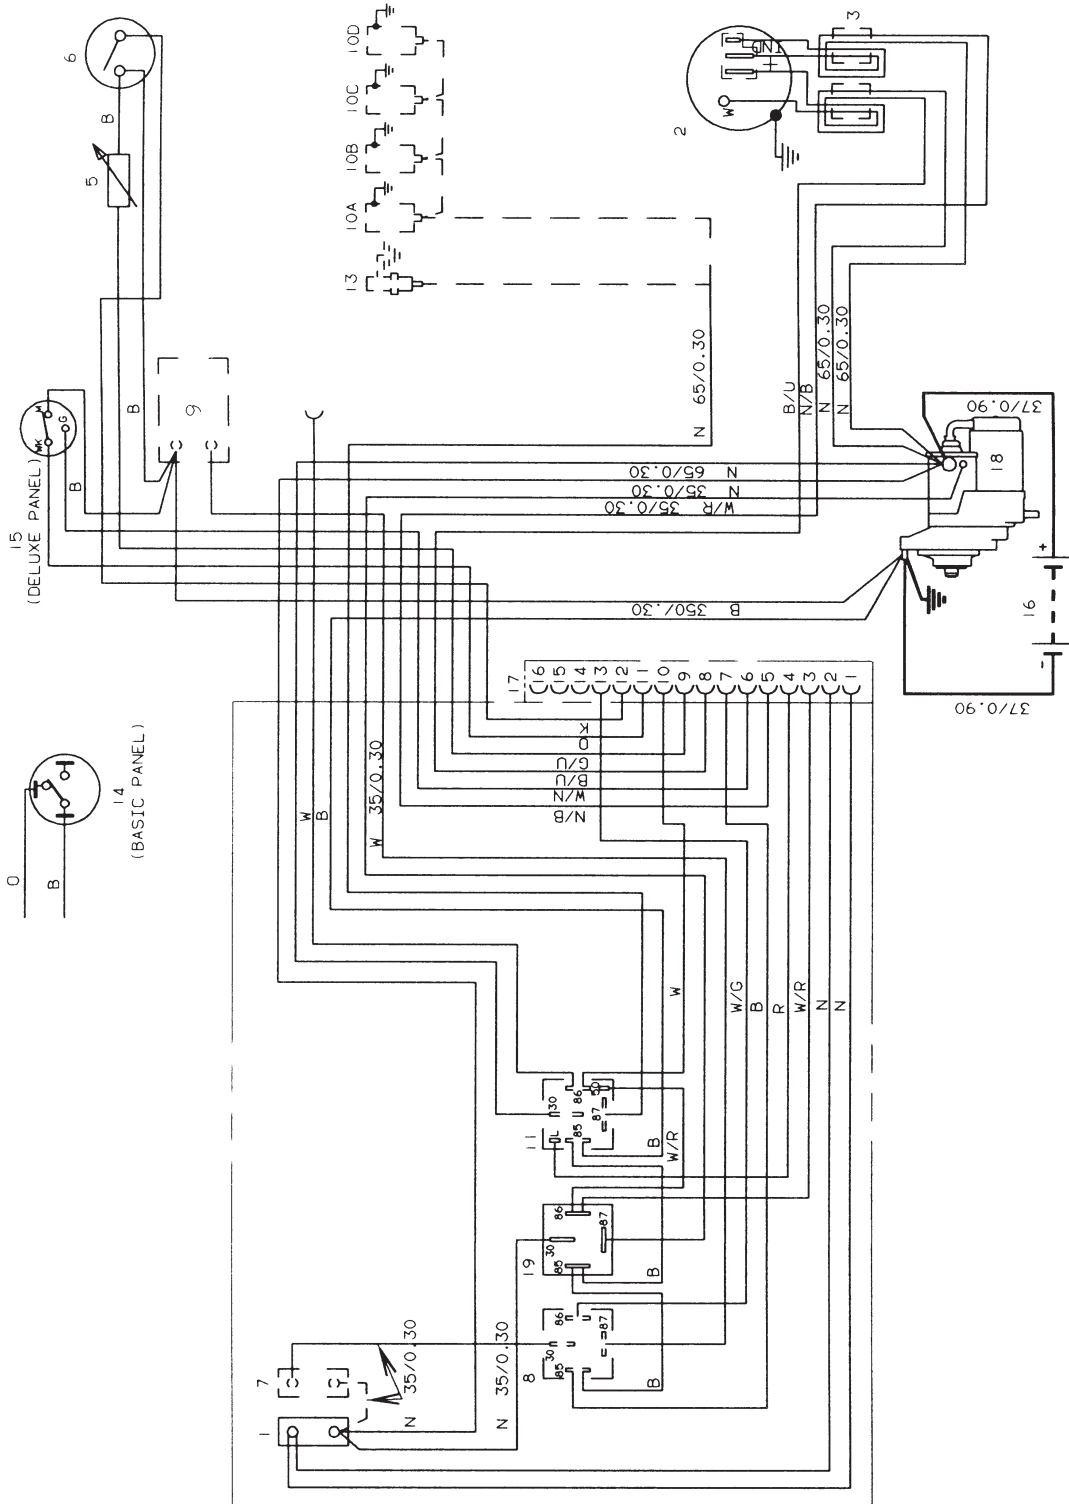 6
B
5
10D
10C
10B
10A
13
3
IND
+
W
2
B
9
M
MK
G
B
15
(DELUXE PANEL)
N 65/0.30
B/U
N/B
N 65/0.30
N 65/0.30
37/0.90
18
N 65/0.30
N 35/0.30
W/R 35/0.30
B 350/.30
+
16
-
37/0.90
17
16
15
14
13
12
11
10
9
8
7
6
5
4
3
2
1
K
O
G/U
B/U
W/N
N/B
14
(BASIC PANEL)
O
B
W
B
W 35/0.30
W
W/G
B
R
W/R
N
N
11
30
86
50
L
85
87
B
W/R
19
86
87
30
85
B
8
86
87
30
85
B
7
1
35/0.30
N
N 35/0.30